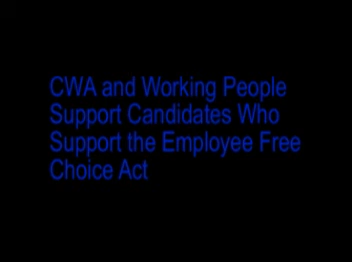 CWA and Working People
Support Candidates Who
Support the Employee Free
Choice Act